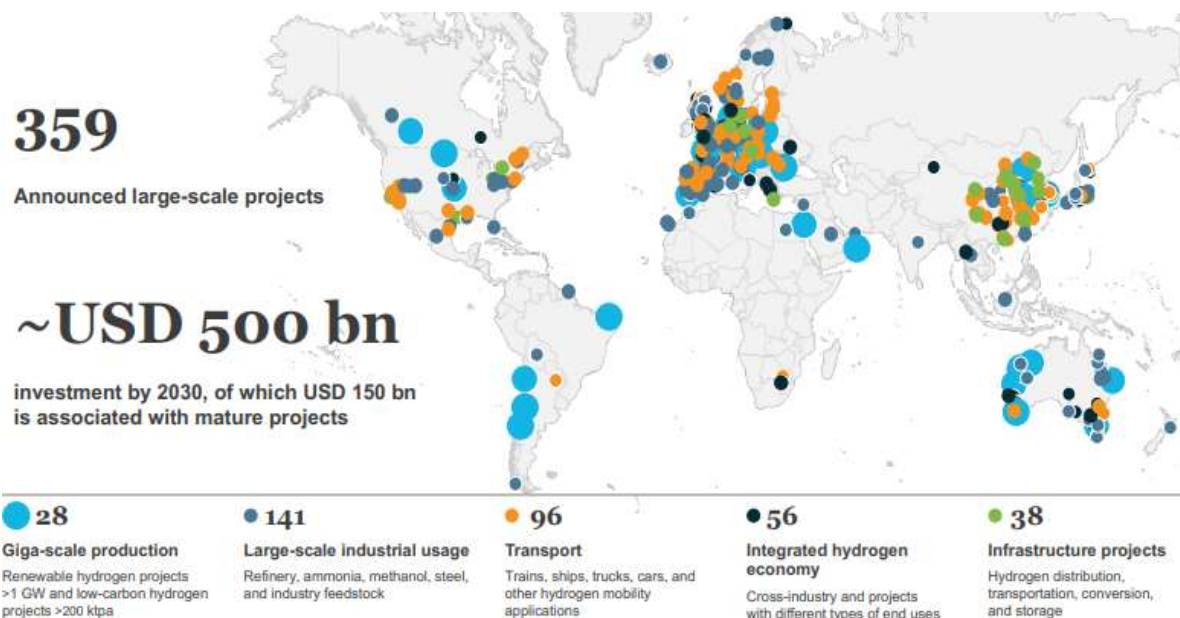 359
Announced large-scale projects
~USD 500 bn
investment by 2030, of which USD 150 bn
is associated with mature projects
28
Giga-scale production
Renewable hydrogen projects
>1 GW and low-carbon hydrogen
projects >200 ktpa
141
Large-scale industrial usage
Refinery, ammonia, methanol, steel,
and industry feedstock
96
Transport
Trains, ships, trucks, cars, and
other hydrogen mobility
applications
56
Integrated hydrogen
economy
Cross-industry and projects
with different types of end uses
38
Infrastructure projects
Hydrogen distribution,
transportation, conversion,
and storage